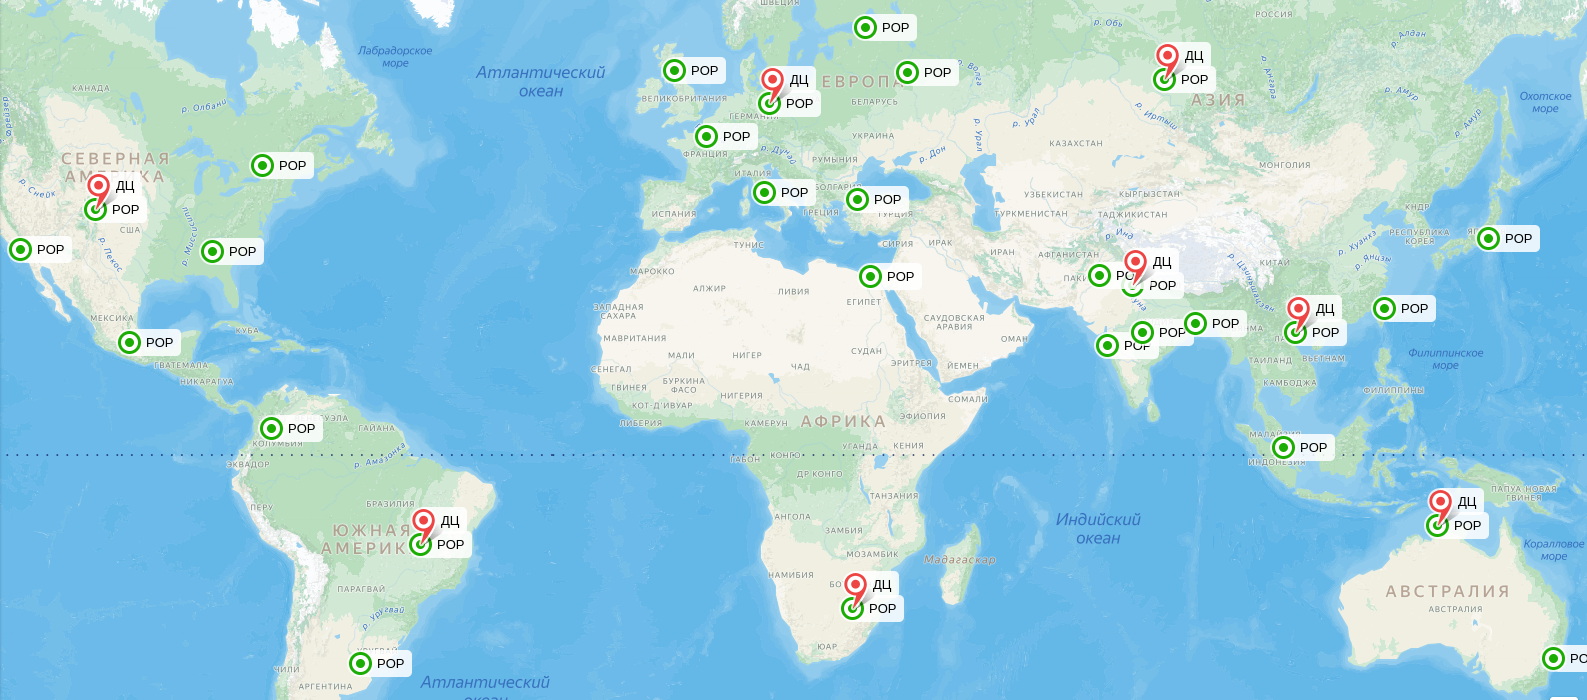 ШВЕЦИЯ
РОССИЯ
р. Обь
POP
р. Алдан
Лабрадорское
море
Атлантический
океан
POP
ДЦ
POP
ЕВРОПА
POP
р. Волга
ДЦ
POP
АЗИЯ
р. Ангара
р. Амур
Охотское
море
КАНАДА
р. Олбани
ВЕЛИКОБРИТАНИЯ
БЕЛАРУСЬ
ГЕРМАНИЯ
р. Урал
р. Урал
р. Иртыш
р. Амур
POP
УКРАИНА
КАЗАХСТАН
СЕВЕРНАЯ
АМЕРИКА
POP
ФРАНЦИЯ
р. Дунай
РУМЫНИЯ
р. Дон
МОНГОЛИЯ
р. Снейк
ДЦ
POP
ИТАЛИЯ
БОЛГАРИЯ
POP
POP
УЗБЕКИСТАН
КЫРГЫЗСТАН
США
ИСПАНИЯ
ГРЕЦИЯ
ТУРЦИЯ
ТУРКМЕНИСТАН
ТАДЖИКИСТАН
КНДР
РЕСПУБЛИКА
КОРЕЯ
POP
POP
р. Пекос
POP
ТУНИС
СИРИЯ
ИРАК
ИРАН
АФГАНИСТАН
р. Инд
КИТАЙ
р. Хуанхэ
р. Янцзы
р. Цзиньшацзян
МАРОККО
АЛЖИР
ЛИВИЯ
POP
ЕГИПЕТ
POP
ДЦ
POP
ЗАПАДНАЯ
САХАРА
САУДОВСКАЯ
АРАВИЯ
ОМАН
МЕКСИКА
КУБА
POP
POP
POP
POP
ДЦ
POP
POP
ВЬЕТНАМ
ТАИЛАНД
КАМБОДЖА
Филиппинское
море
ФИЛИППИНЫ
ГВАТЕМАЛА
НИКАРАГУА
МАВРИТАНИЯ
МАЛИ
НИГЕР
ЧАД
СУДАН
ЭРИТРЕЯ
ЙЕМЕН
СЕНЕГАЛ
ГВИНЕЯ
БУРКИНА
ФАСО
НИГЕРИЯ
КОТ-Д'ИВУАР
ЛИБЕРИЯ
КАМЕРУН
АФРИКА
ЭФИОПИЯ
СОМАЛИ
POP
КОЛУМБИЯ
ГАЙАНА
ЭКВАДОР
р. Амазонка
ГАБОН
КОНГО
УГАНДА
КЕНИЯ
ДР КОНГО
МАЛАЙЗИЯ
POP
ИНДОНЕЗИЯ
ПЕРУ
БРАЗИЛИЯ
ТАНЗАНИЯ
ПАПУА-НОВАЯ
ГВИНЕЯ
ЮЖНАЯ
АМЕРИКА
ДЦ
POP
АНГОЛА
ЗАМБИЯ
МОЗАМБИК
Мадагаскар
Индийский
океан
ДЦ
POP
Коралловое
море
ПАРАГВАЙ
р. Уругвай
НАМИБИЯ
ДЦ
POP
АВСТРАЛИЯ
АВСТРАЛИЯ
УРУГВАЙ
POP
ЧИЛИ
АРГЕНТИНА
ЮАР
Атлантический
океан